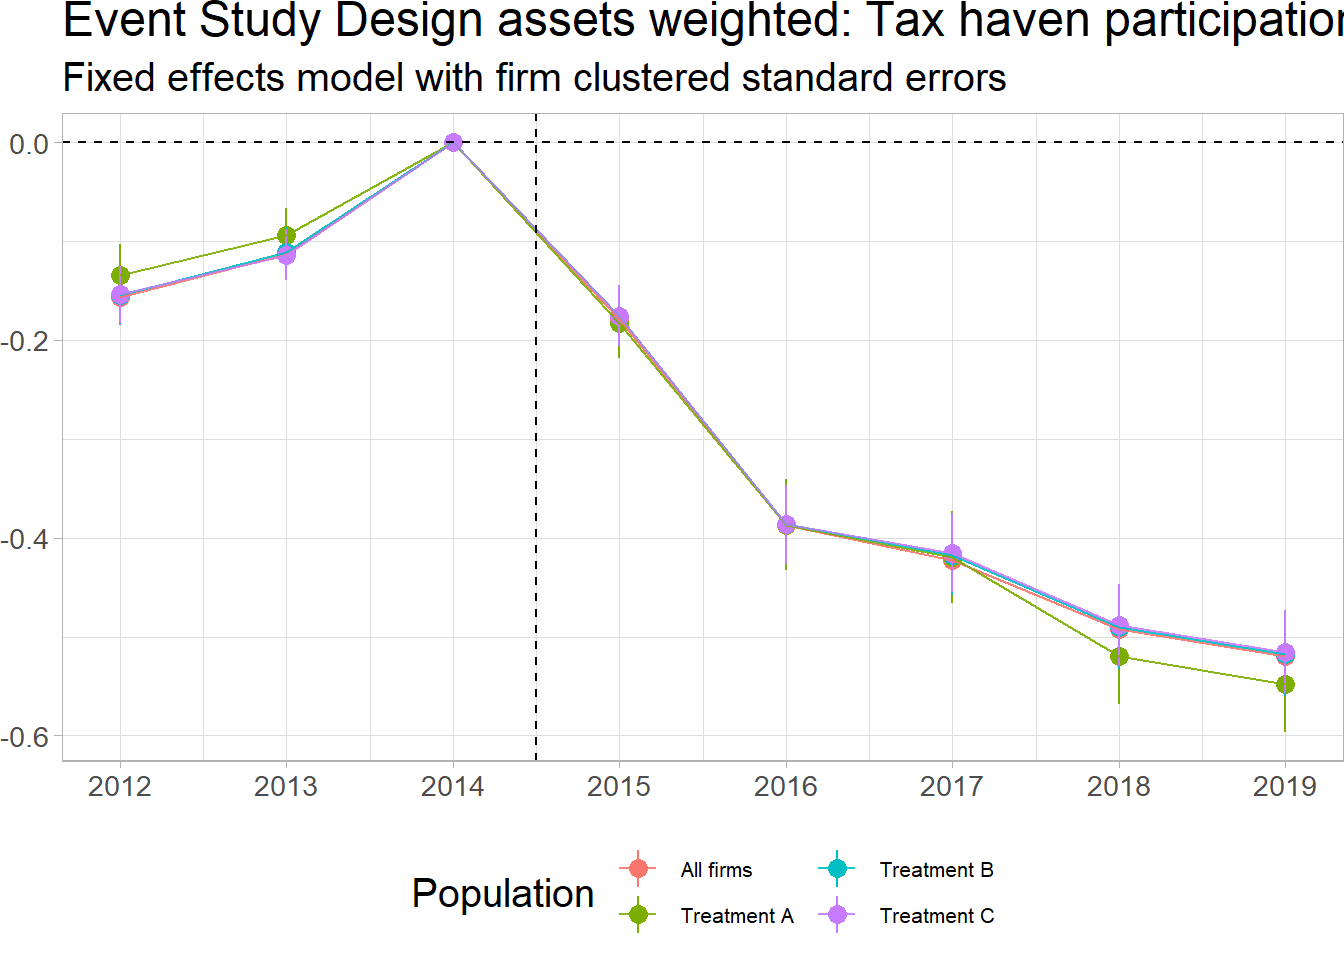 Event Study Design assets weighted: Tax haven participation
Fixed effects model with firm clustered standard errors
0.0
-0.2
-0.4
-0.6
2012 2013 2014 2015 2016 2017 2018 2019
Population
All firms Treatment B
Treatment A Treatment C